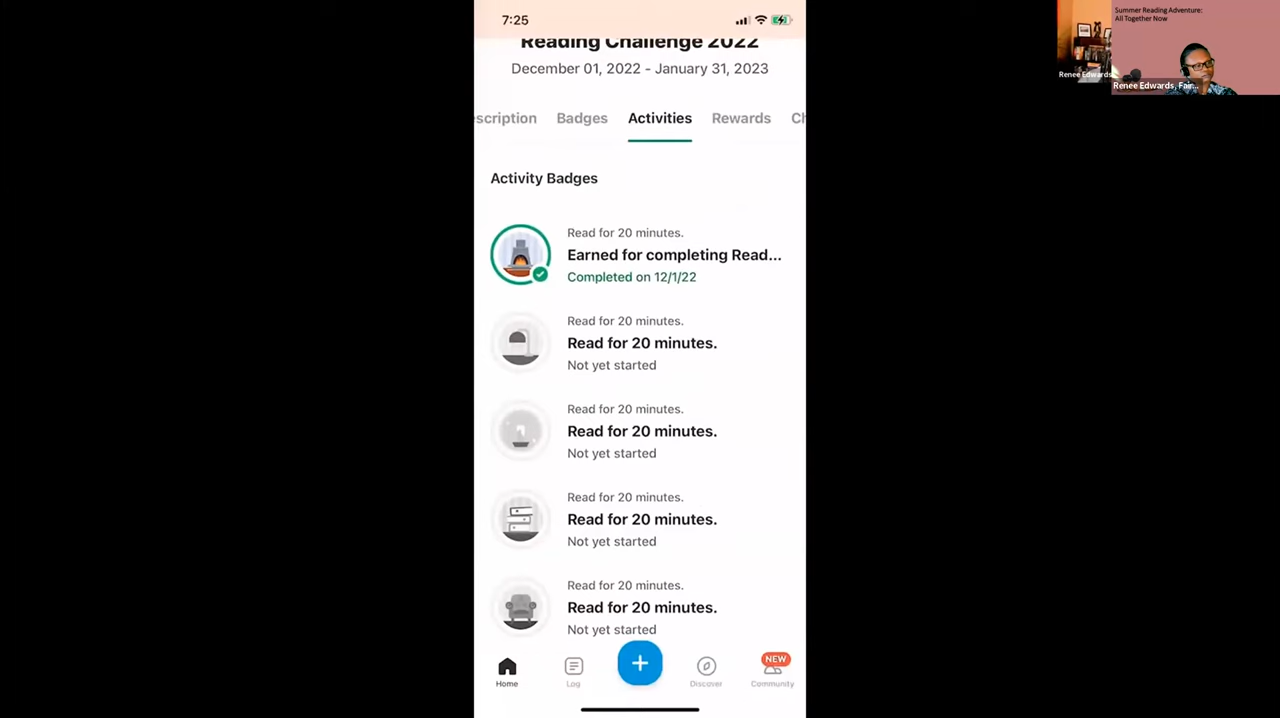 7:25
Reading Challenge 2022
December 01, 2022 - January 31, 2023
scription Badges Activities Rewards Ch
Activity Badges
Read for 20 minutes.
Earned for completing Read...
Completed on 12/1/22
Read for 20 minutes.
Read for 20 minutes.
Not yet started
Read for 20 minutes.
Read for 20 minutes.
Not yet started
Read for 20 minutes.
Read for 20 minutes.
Not yet started
Read for 20 minutes.
Read for 20 minutes.
Not yet started
NEW
Home Log + Discover Community
Summer Reading Adventure:
All Together Now
Renee Edwards
Renee Edwards, Fair...